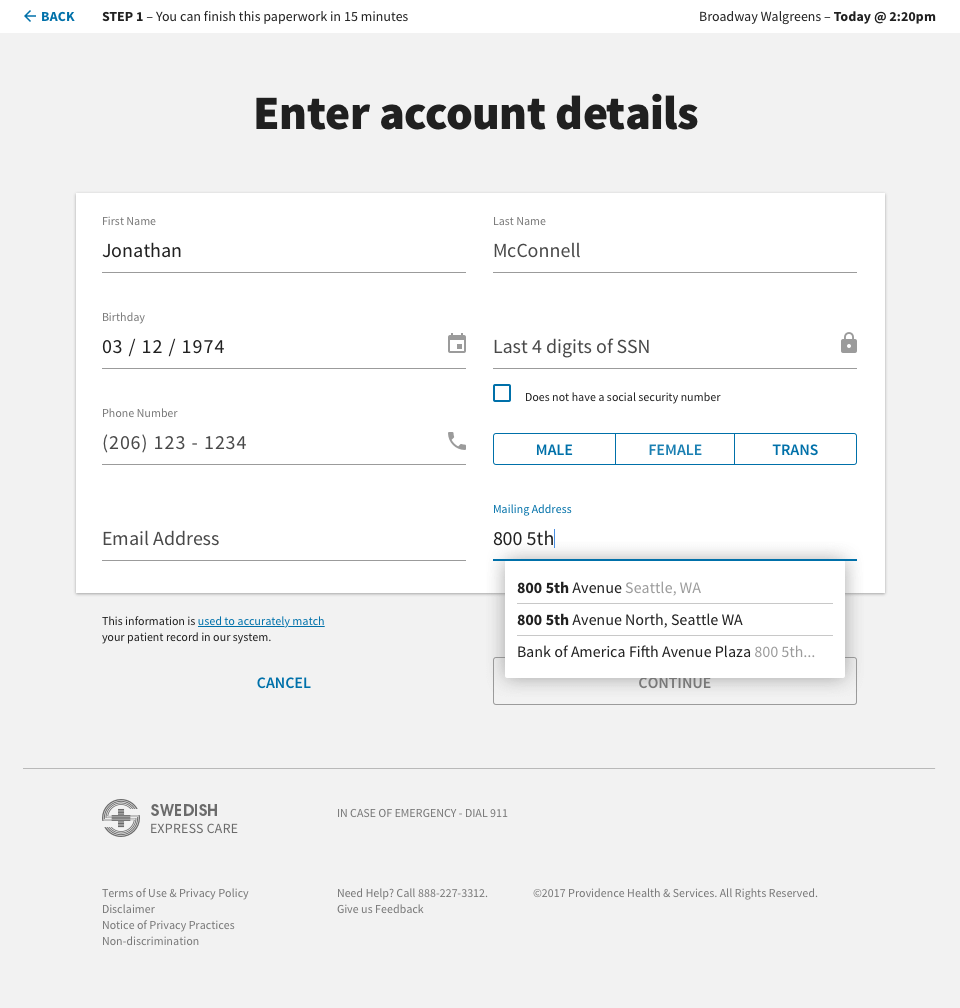 BACK
STEP 1 – You can finish this paperwork in 15 minutes
Broadway Walgreens – Today @ 2:20pm
Enter account details
First Name
Jonathan
Last Name
McConnell
Birthday
03 / 12 / 1974
Last 4 digits of SSN
Does not have a social security number
Phone Number
(206) 123 - 1234
MALE
FEMALE
TRANS
Email Address
Mailing Address
800 5th
800 5th Avenue Seattle, WA
800 5th Avenue North, Seattle WA
Bank of America Fifth Avenue Plaza 800 5th...
This information is used to accurately match
your patient record in our system.
CANCEL
CONTINUE
SWEDISH
EXPRESS CARE
IN CASE OF EMERGENCY - DIAL 911
Terms of Use & Privacy Policy
Disclaimer
Notice of Privacy Practices
Non-discrimination
Need Help? Call 888-227-3312.
Give us Feedback
©2017 Providence Health & Services. All Rights Reserved.